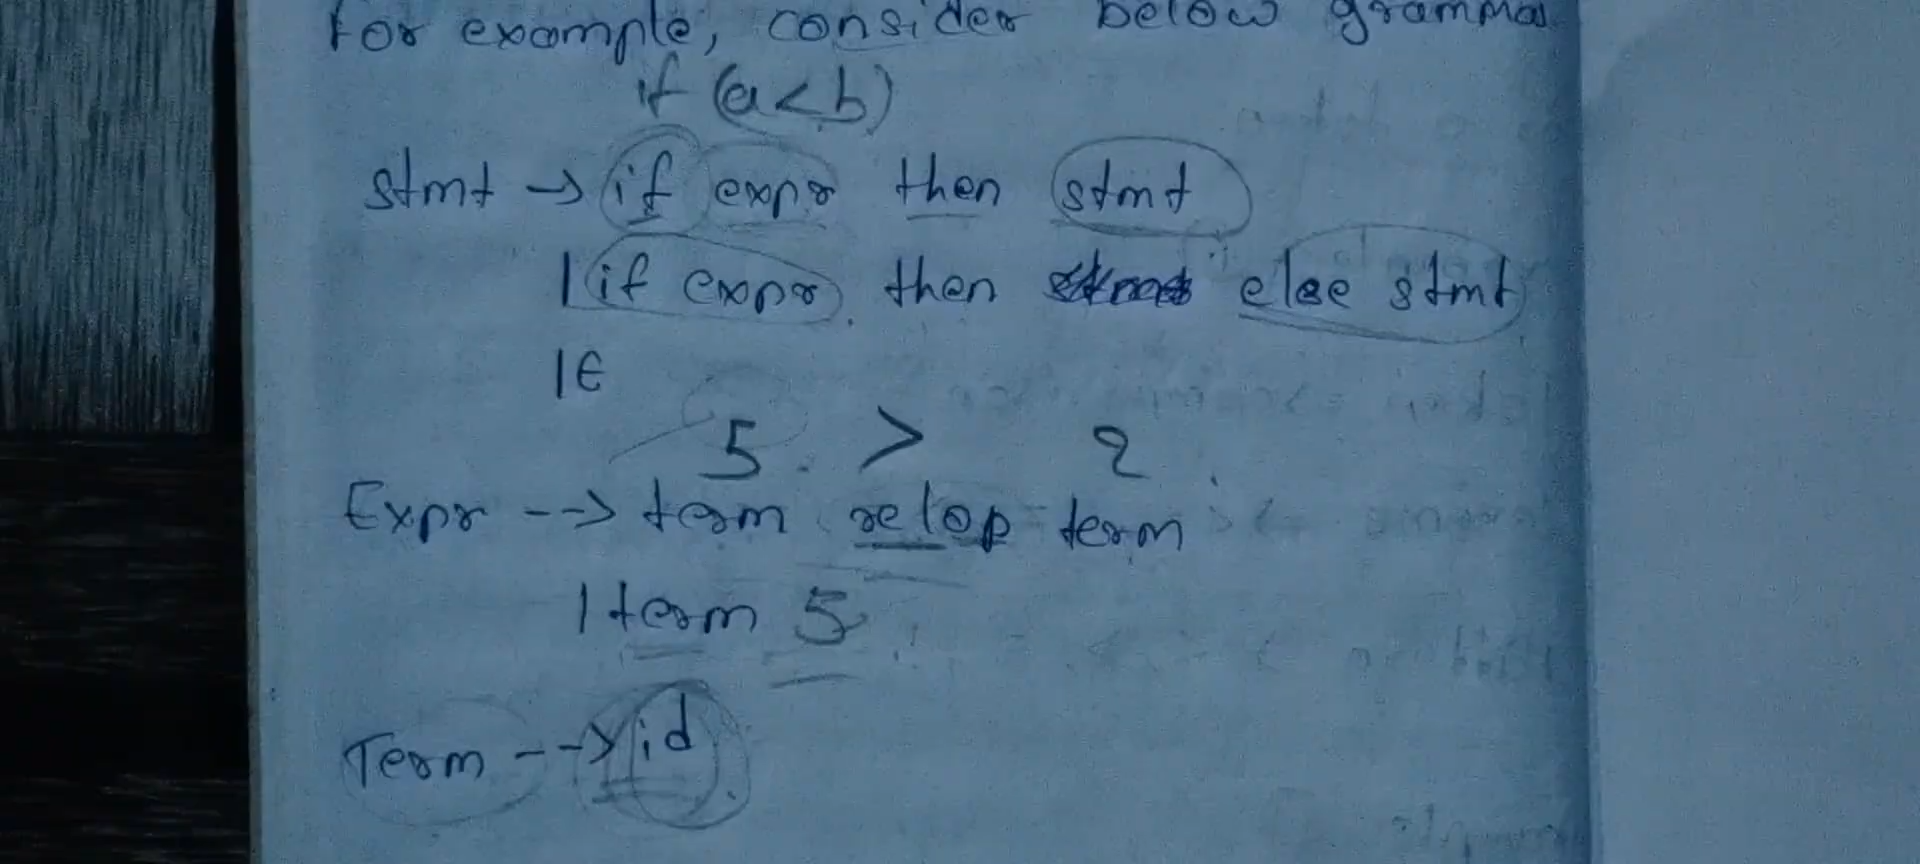 for example, consider below grammar
if (a<b)
stmt → if expr then stmt
| if expr then stmt else stmt
| ϵ
5 > 2
Expr --> term relop term
| term 5
Term --> id